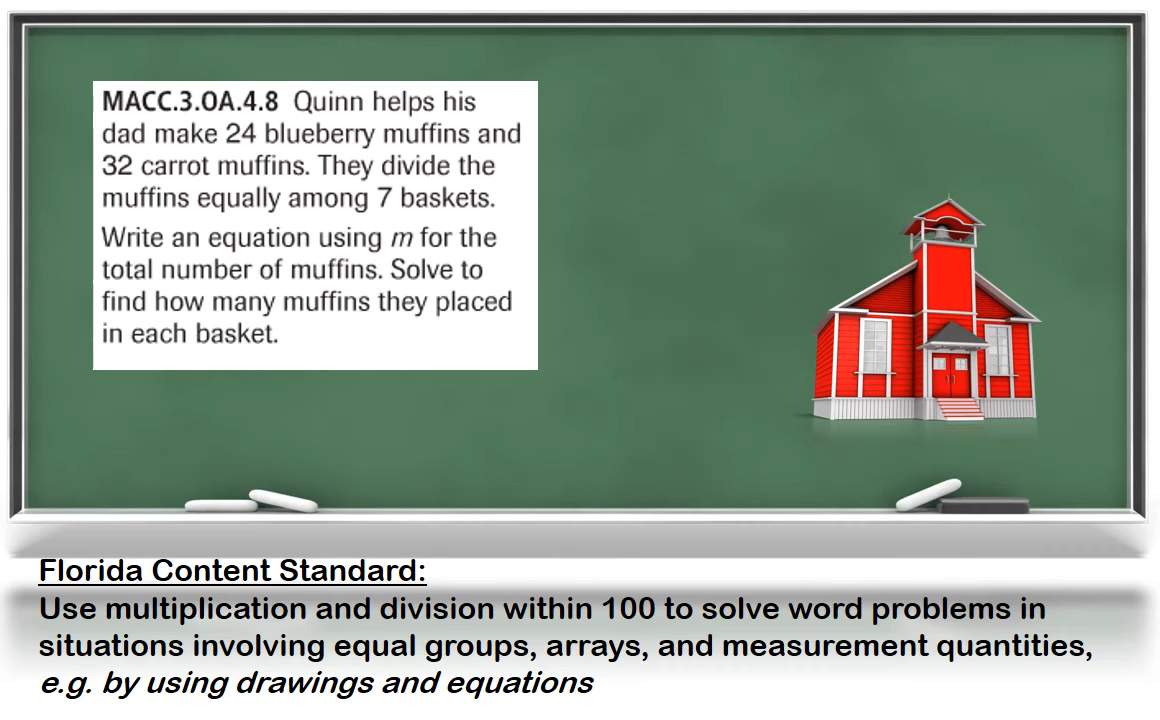 MACC.3.OA.4.8 Quinn helps his
dad make 24 blueberry muffins and
32 carrot muffins. They divide the
muffins equally among 7 baskets.
Write an equation using m for the
total number of muffins. Solve to
find how many muffins they placed
in each basket.
Florida Content Standard:
Use multiplication and division within 100 to solve word problems in
situations involving equal groups, arrays, and measurement quantities,
e.g. by using drawings and equations